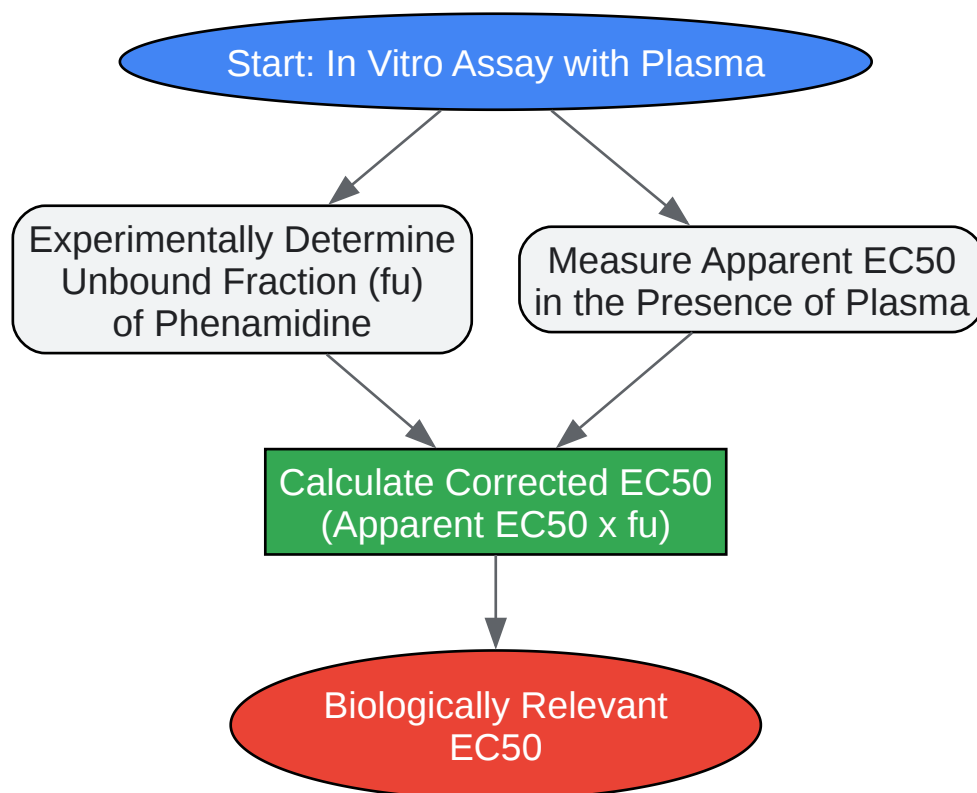 Start: In Vitro Assay with Plasma
Experimentally Determine
Unbound Fraction (fu)
of Phenamidine
Measure Apparent EC50
in the Presence of Plasma
Calculate Corrected EC50
(Apparent EC50 x fu)
Biologically Relevant
EC50